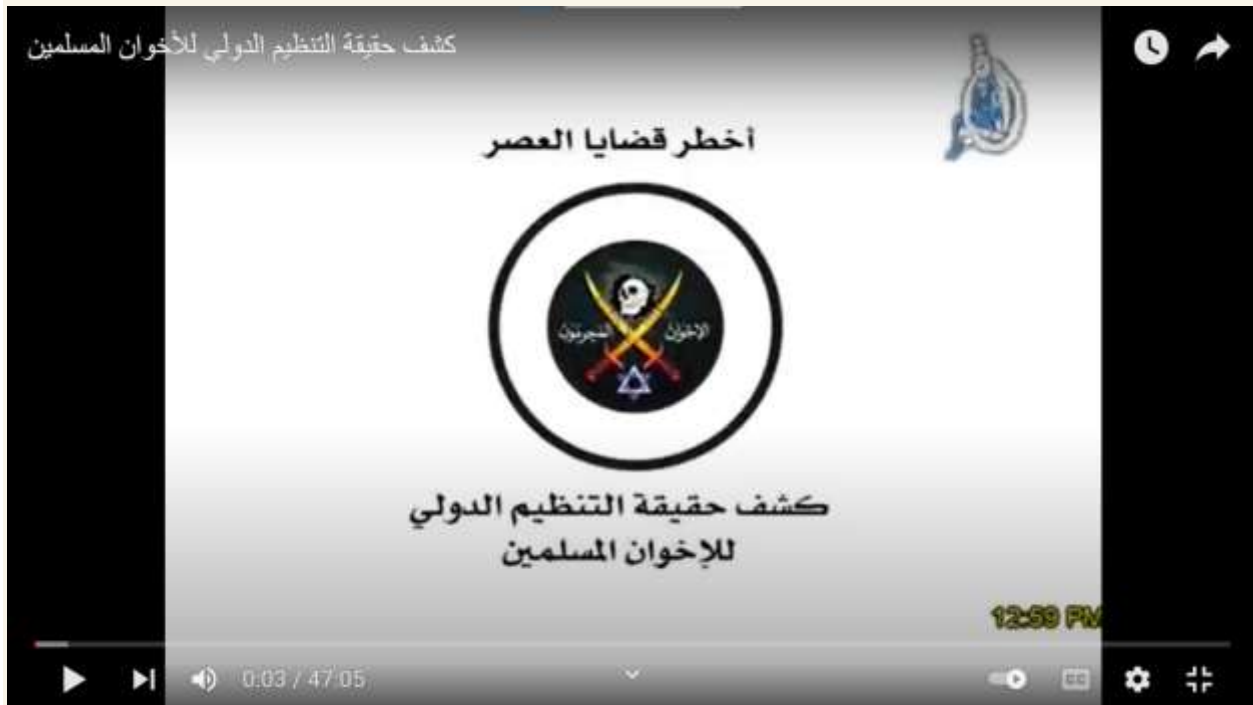 كشف حقيقة التنظيم الدولي للأخوان المسلمين
أخطر قضايا العصر
الإخوان المجرمون
كشف حقيقة التنظيم الدولي
للإخوان المسلمين
12:59 PM
0:03 / 47:05
CC